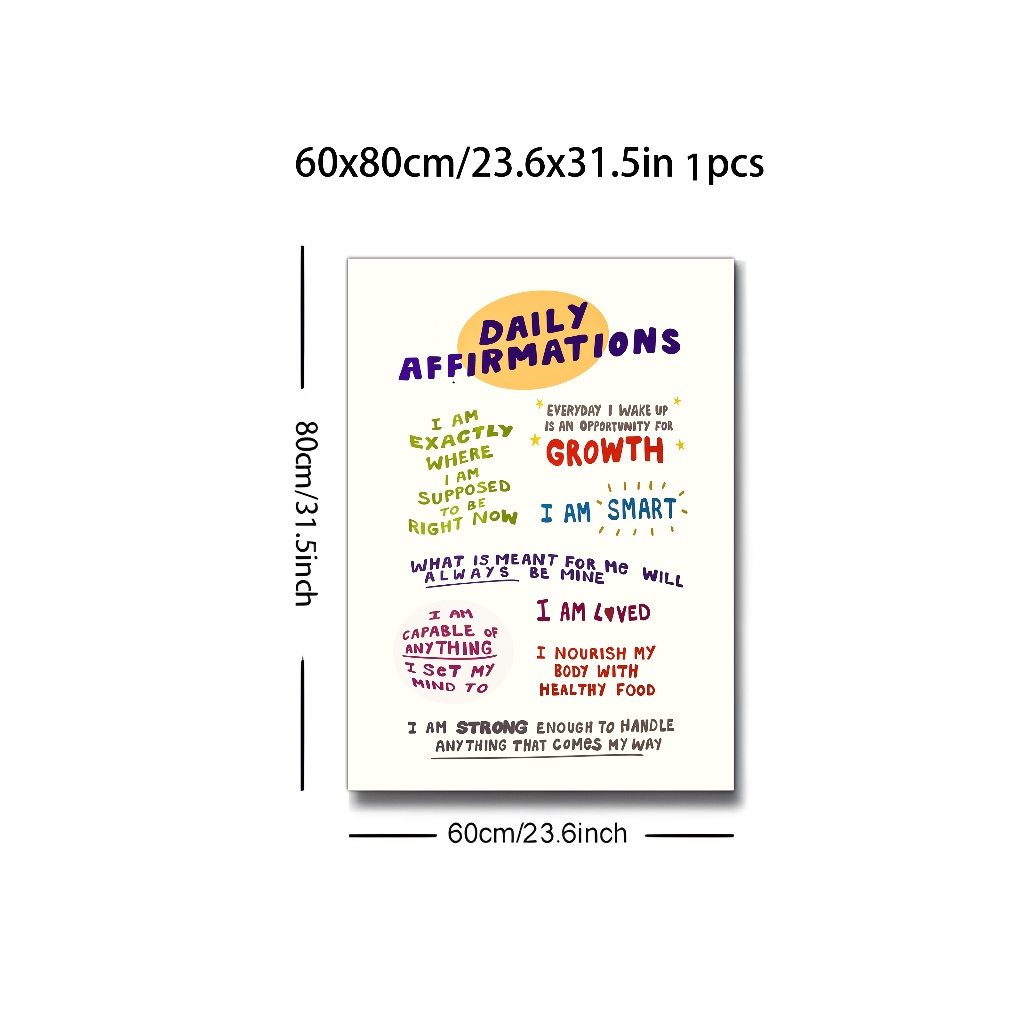 60x80cm/23.6x31.5in 1pcs
80cm/31.5inch
DAILY
AFFIRMATIONS
I AM
EXACTLY
WHERE
I AM
SUPPOSED
TO BE
RIGHT NOW
EVERYDAY I WAKE UP
IS AN OPPORTUNITY FOR
GROWTH
I AM SMART
WHAT IS MEANT FOR Me WILL
ALWAYS BE MINE
I AM
CAPABLE OF
ANYTHING
I SeT MY
MIND TO
I AM LOVED
I NOURISH MY
BODY WITH
HEALTHY FOOD
I AM STRONG ENOUGH TO HANDLE
ANYTHING THAT COMeS MY WAY
60cm/23.6inch